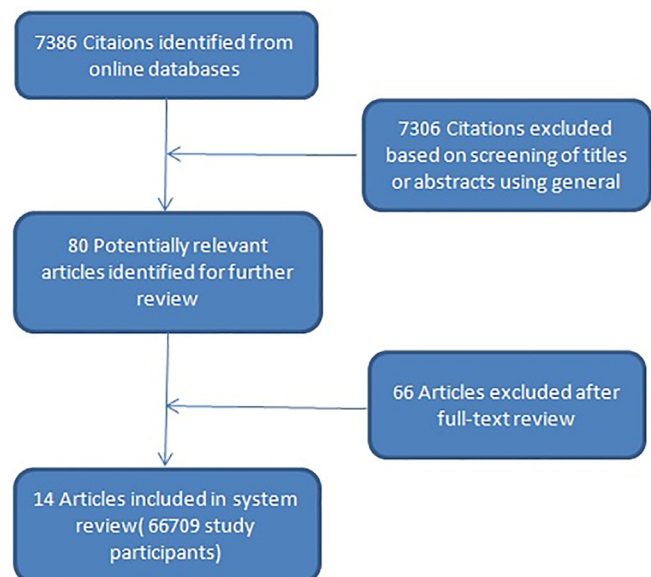 7386 Citaions identified from
online databases
7306 Citations excluded
based on screening of titles
or abstracts using general
80 Potentially relevant
articles identified for further
review
66 Articles excluded after
full-text review
14 Articles included in system
review( 66709 study
participants)